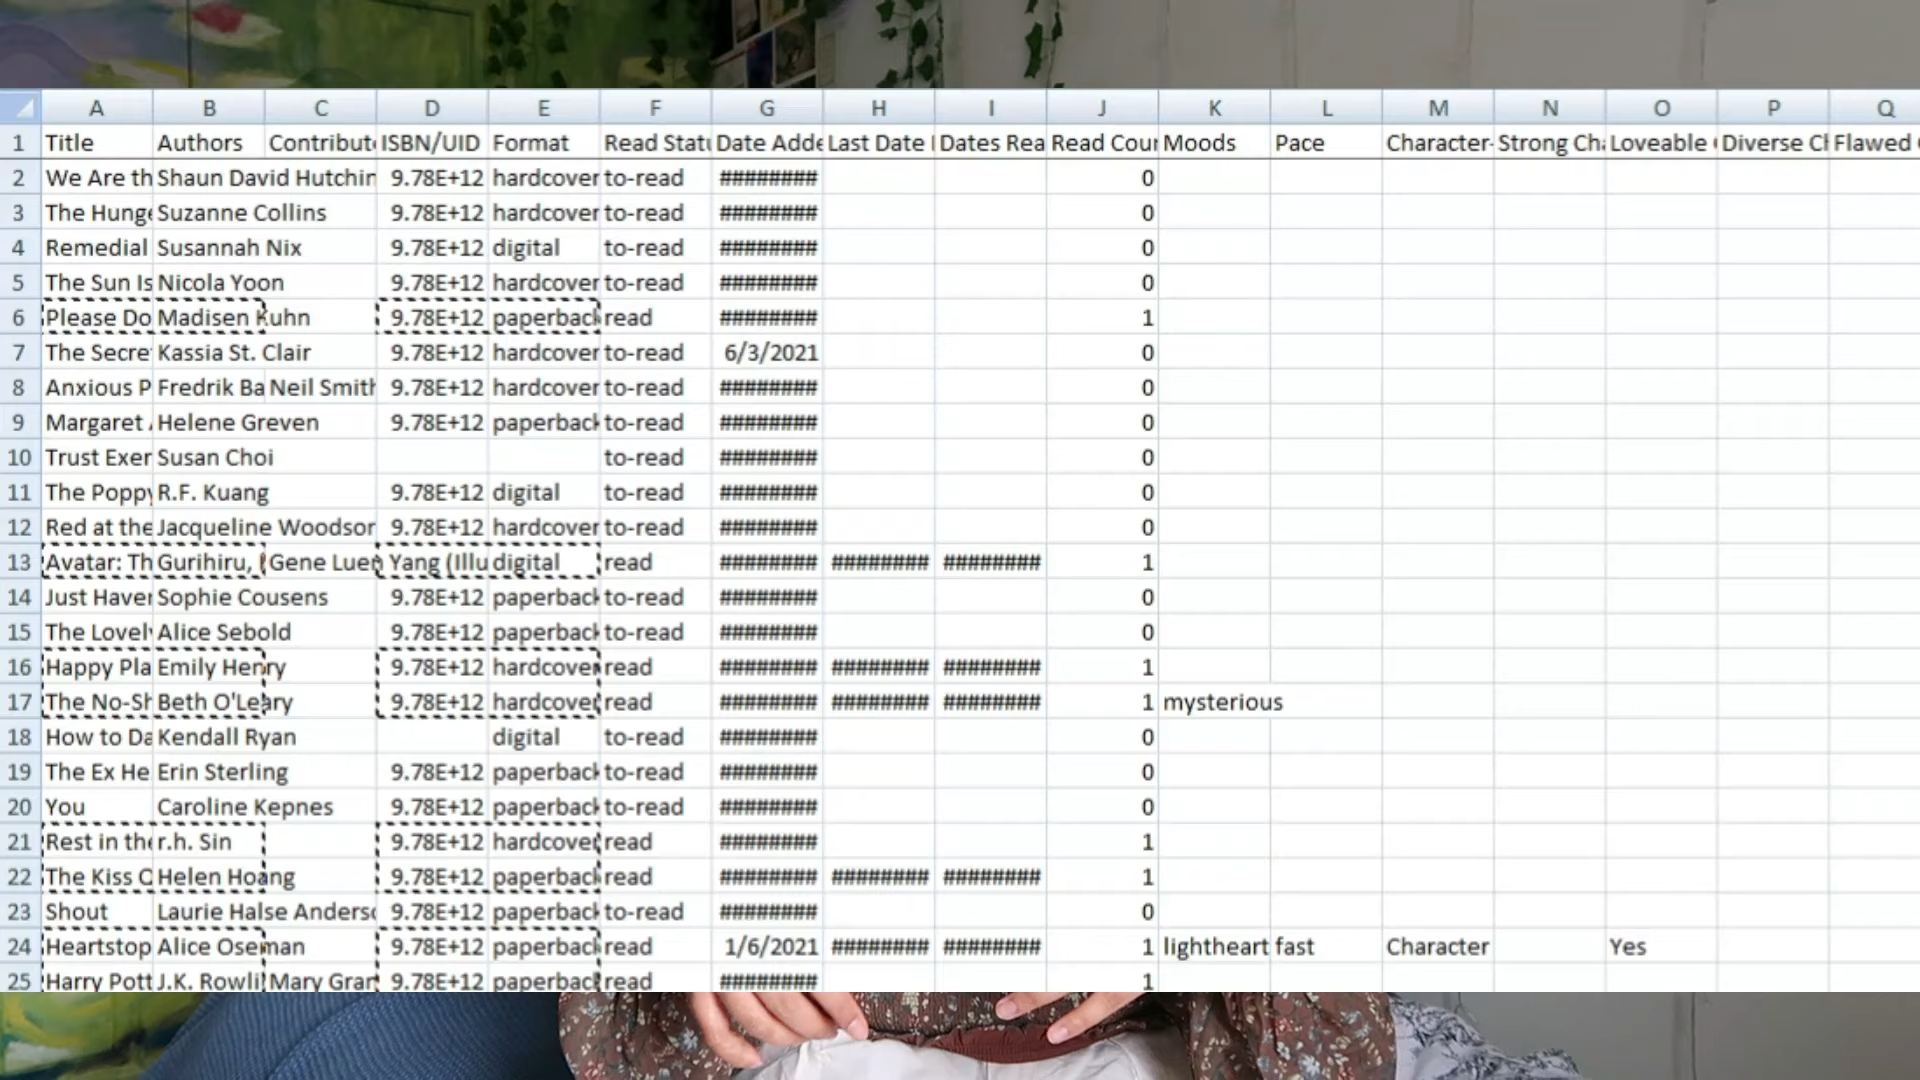 A B C D E F G H I J K L M N O P Q
1 Title Authors Contribut ISBN/UID Format Read Statu Date Adde Last Date Dates Rea Read Coun Moods Pace Character- Strong Cha Loveable Diverse Ch Flawed
2 We Are th Shaun David Hutchin 9.78E+12 hardcover to-read ######## 0
3 The Hunge Suzanne Collins 9.78E+12 hardcover to-read ######## 0
4 Remedial Susannah Nix 9.78E+12 digital to-read ######## 0
5 The Sun Is Nicola Yoon 9.78E+12 hardcover to-read ######## 0
6 Please Do Madisen Kuhn 9.78E+12 paperback read ######## 1
7 The Secre Kassia St. Clair 9.78E+12 hardcover to-read 6/3/2021 0
8 Anxious P Fredrik Ba Neil Smith 9.78E+12 hardcover to-read ######## 0
9 Margaret Helene Greven 9.78E+12 paperback to-read ######## 0
10 Trust Exer Susan Choi to-read ######## 0
11 The Poppy R.F. Kuang 9.78E+12 digital to-read ######## 0
12 Red at the Jacqueline Woodson 9.78E+12 hardcover to-read ######## 0
13 Avatar: Th Gurihiru, Gene Luen Yang (Illu digital read ######## ######## ######## 1
14 Just Haven Sophie Cousens 9.78E+12 paperback to-read ######## 0
15 The Lovely Alice Sebold 9.78E+12 paperback to-read ######## 0
16 Happy Pla Emily Henry 9.78E+12 hardcover read ######## ######## ######## 1
17 The No-Sh Beth O'Leary 9.78E+12 hardcover read ######## ######## ######## 1 mysterious
18 How to Da Kendall Ryan digital to-read ######## 0
19 The Ex He Erin Sterling 9.78E+12 paperback to-read ######## 0
20 You Caroline Kepnes 9.78E+12 paperback to-read ######## 0
21 Rest in the r.h. Sin 9.78E+12 hardcover read ######## 1
22 The Kiss Q Helen Hoang 9.78E+12 paperback read ######## ######## ######## 1
23 Shout Laurie Halse Anderso 9.78E+12 paperback to-read ######## 0
24 Heartstop Alice Oseman 9.78E+12 paperback read 1/6/2021 ######## ######## 1 lightheart fast Character Yes
25 Harry Pott J.K. Rowli Mary Gran 9.78E+12 paperback read ######## 1